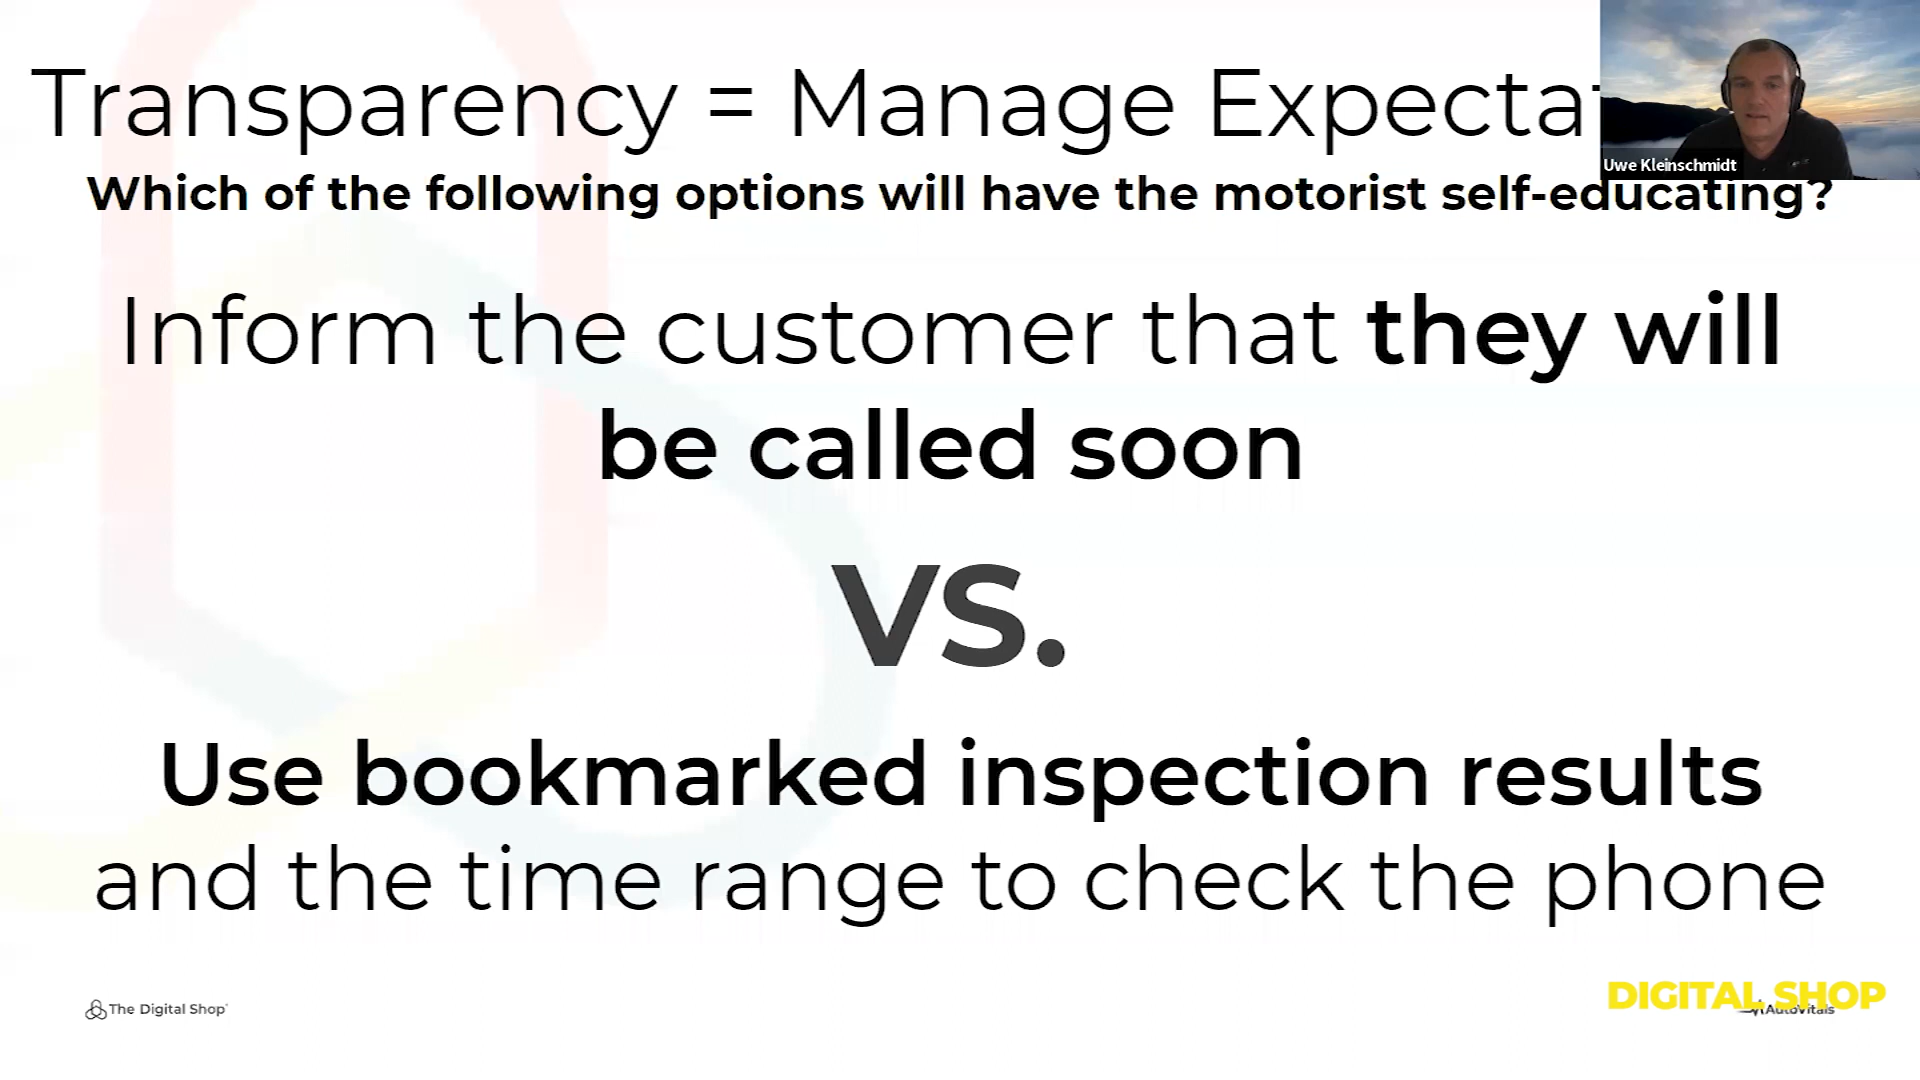 Transparency = Manage Expectat
Uwe Kleinschmidt
Which of the following options will have the motorist self-educating?
Inform the customer that they will
be called soon
vs.
Use bookmarked inspection results
and the time range to check the phone
The Digital Shop
DIGITAL SHOP
AutoVitals